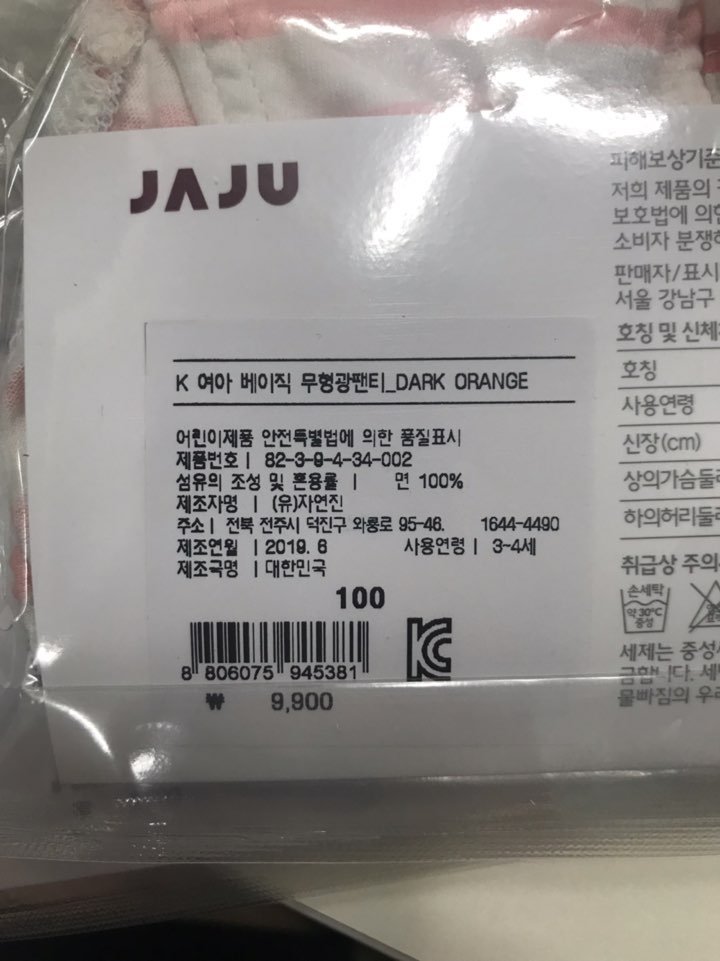 JAJU
K 여아 베이직 무형광팬티_DARK ORANGE
어린이제품 안전특별법에 의한 품질표시
제품번호 | 82-3-9-4-34-002
섬유의 조성 및 혼용률 | 면 100%
제조자명 | (유)자연진
주소 | 전북 전주시 덕진구 와룡로 95-46. 1644-4490
제조연월 | 2019. 6 사용연령 | 3-4세
제조국명 | 대한민국
100
8 806075 945381
₩ 9,900
피해보상기준
저희 제품의
보호법에 의한
소비자 분쟁
판매자/표시
서울 강남구
호칭 및 신체
호칭
사용연령
신장(cm)
상의가슴둘레
하의허리둘레
취급상 주의
손세탁
약 30°C
중성
세제는 중성
금합니다. 세
물빠짐의 우